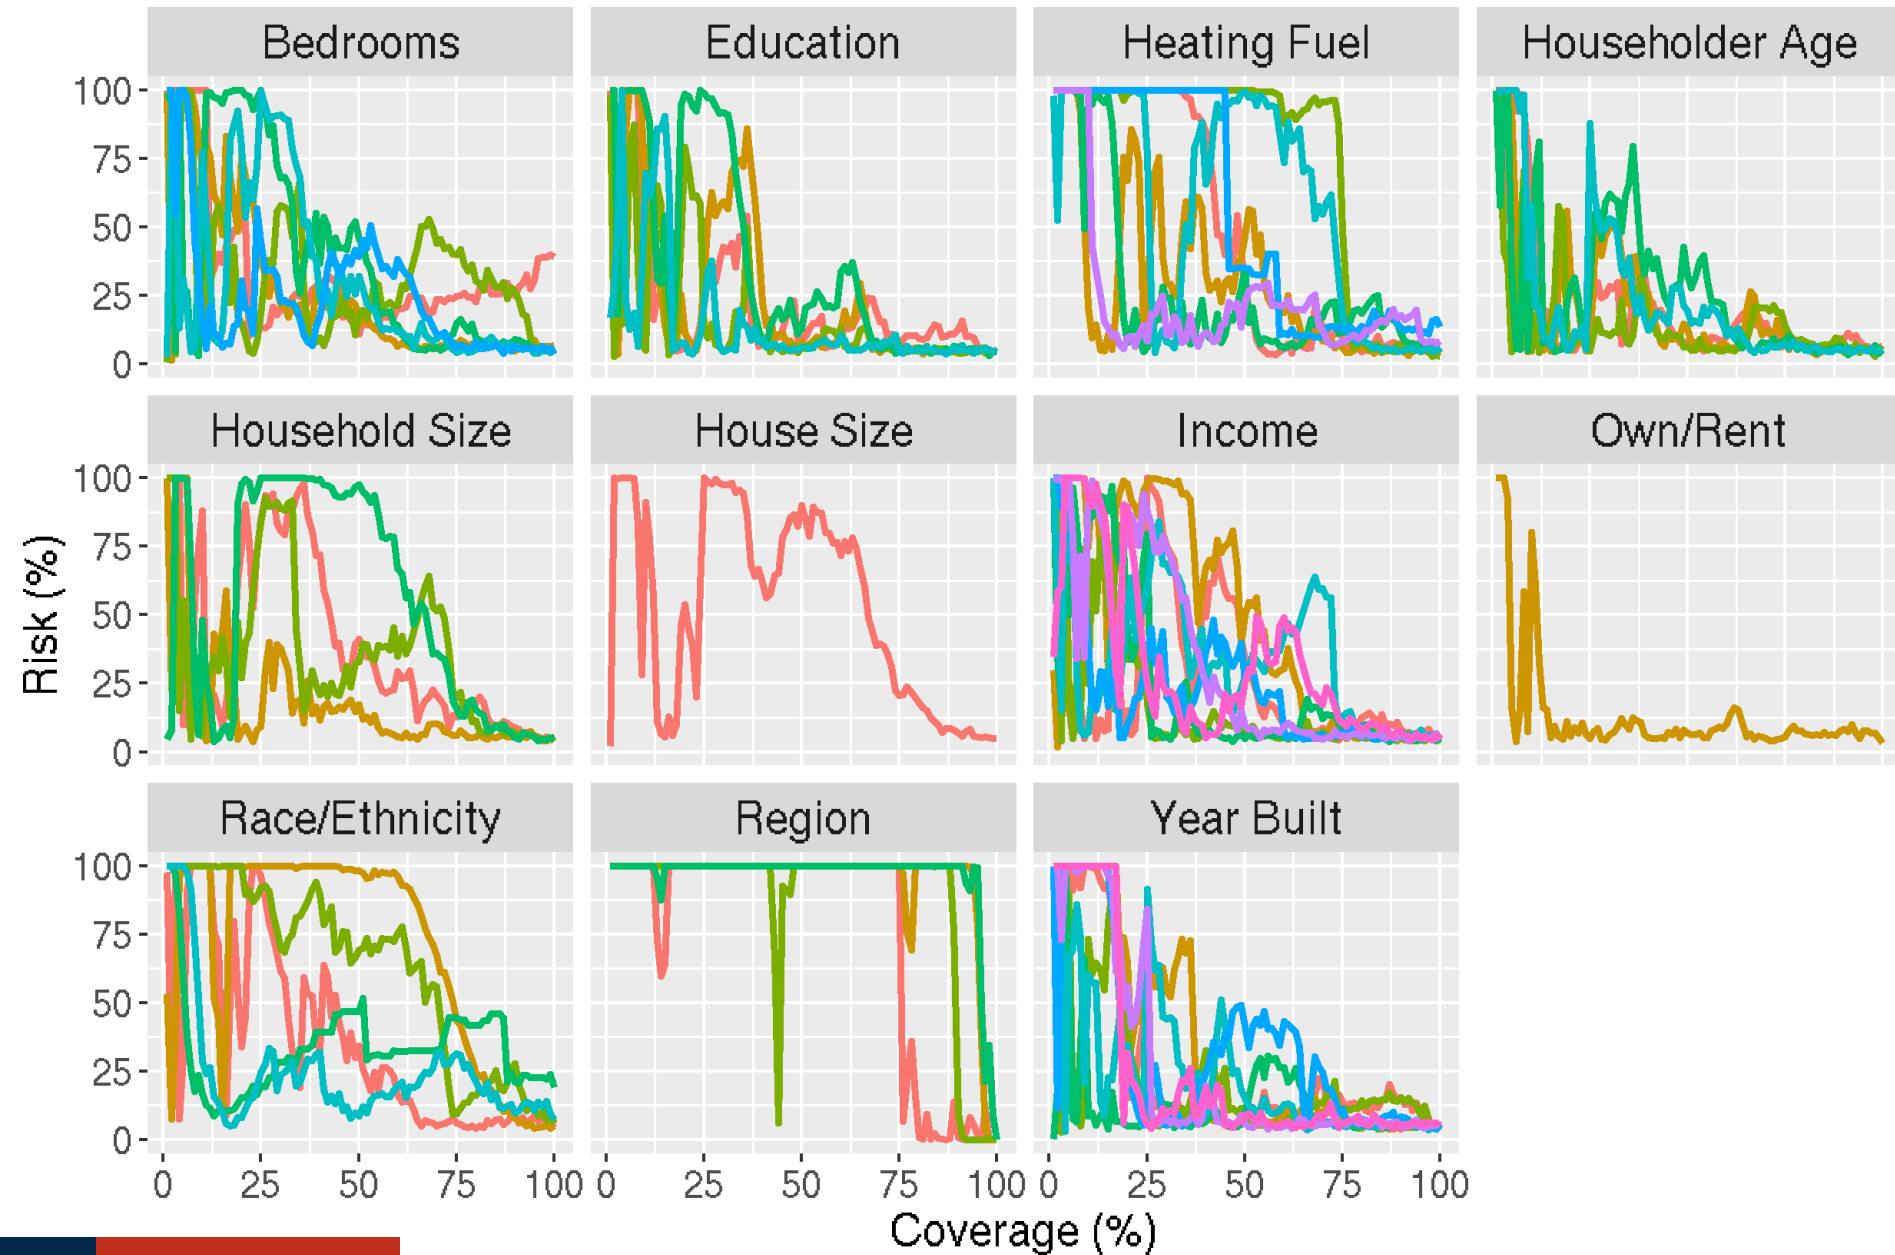 Bedrooms
Education
Heating Fuel
Householder Age
100
75
50
25
0
Household Size
House Size
Income
Own/Rent
100
75
50
25
0
Risk (%)
Race/Ethnicity
Region
Year Built
100
75
50
25
0
0 25 50 75 100
0 25 50 75 100
0 25 50 75 100
Coverage (%)